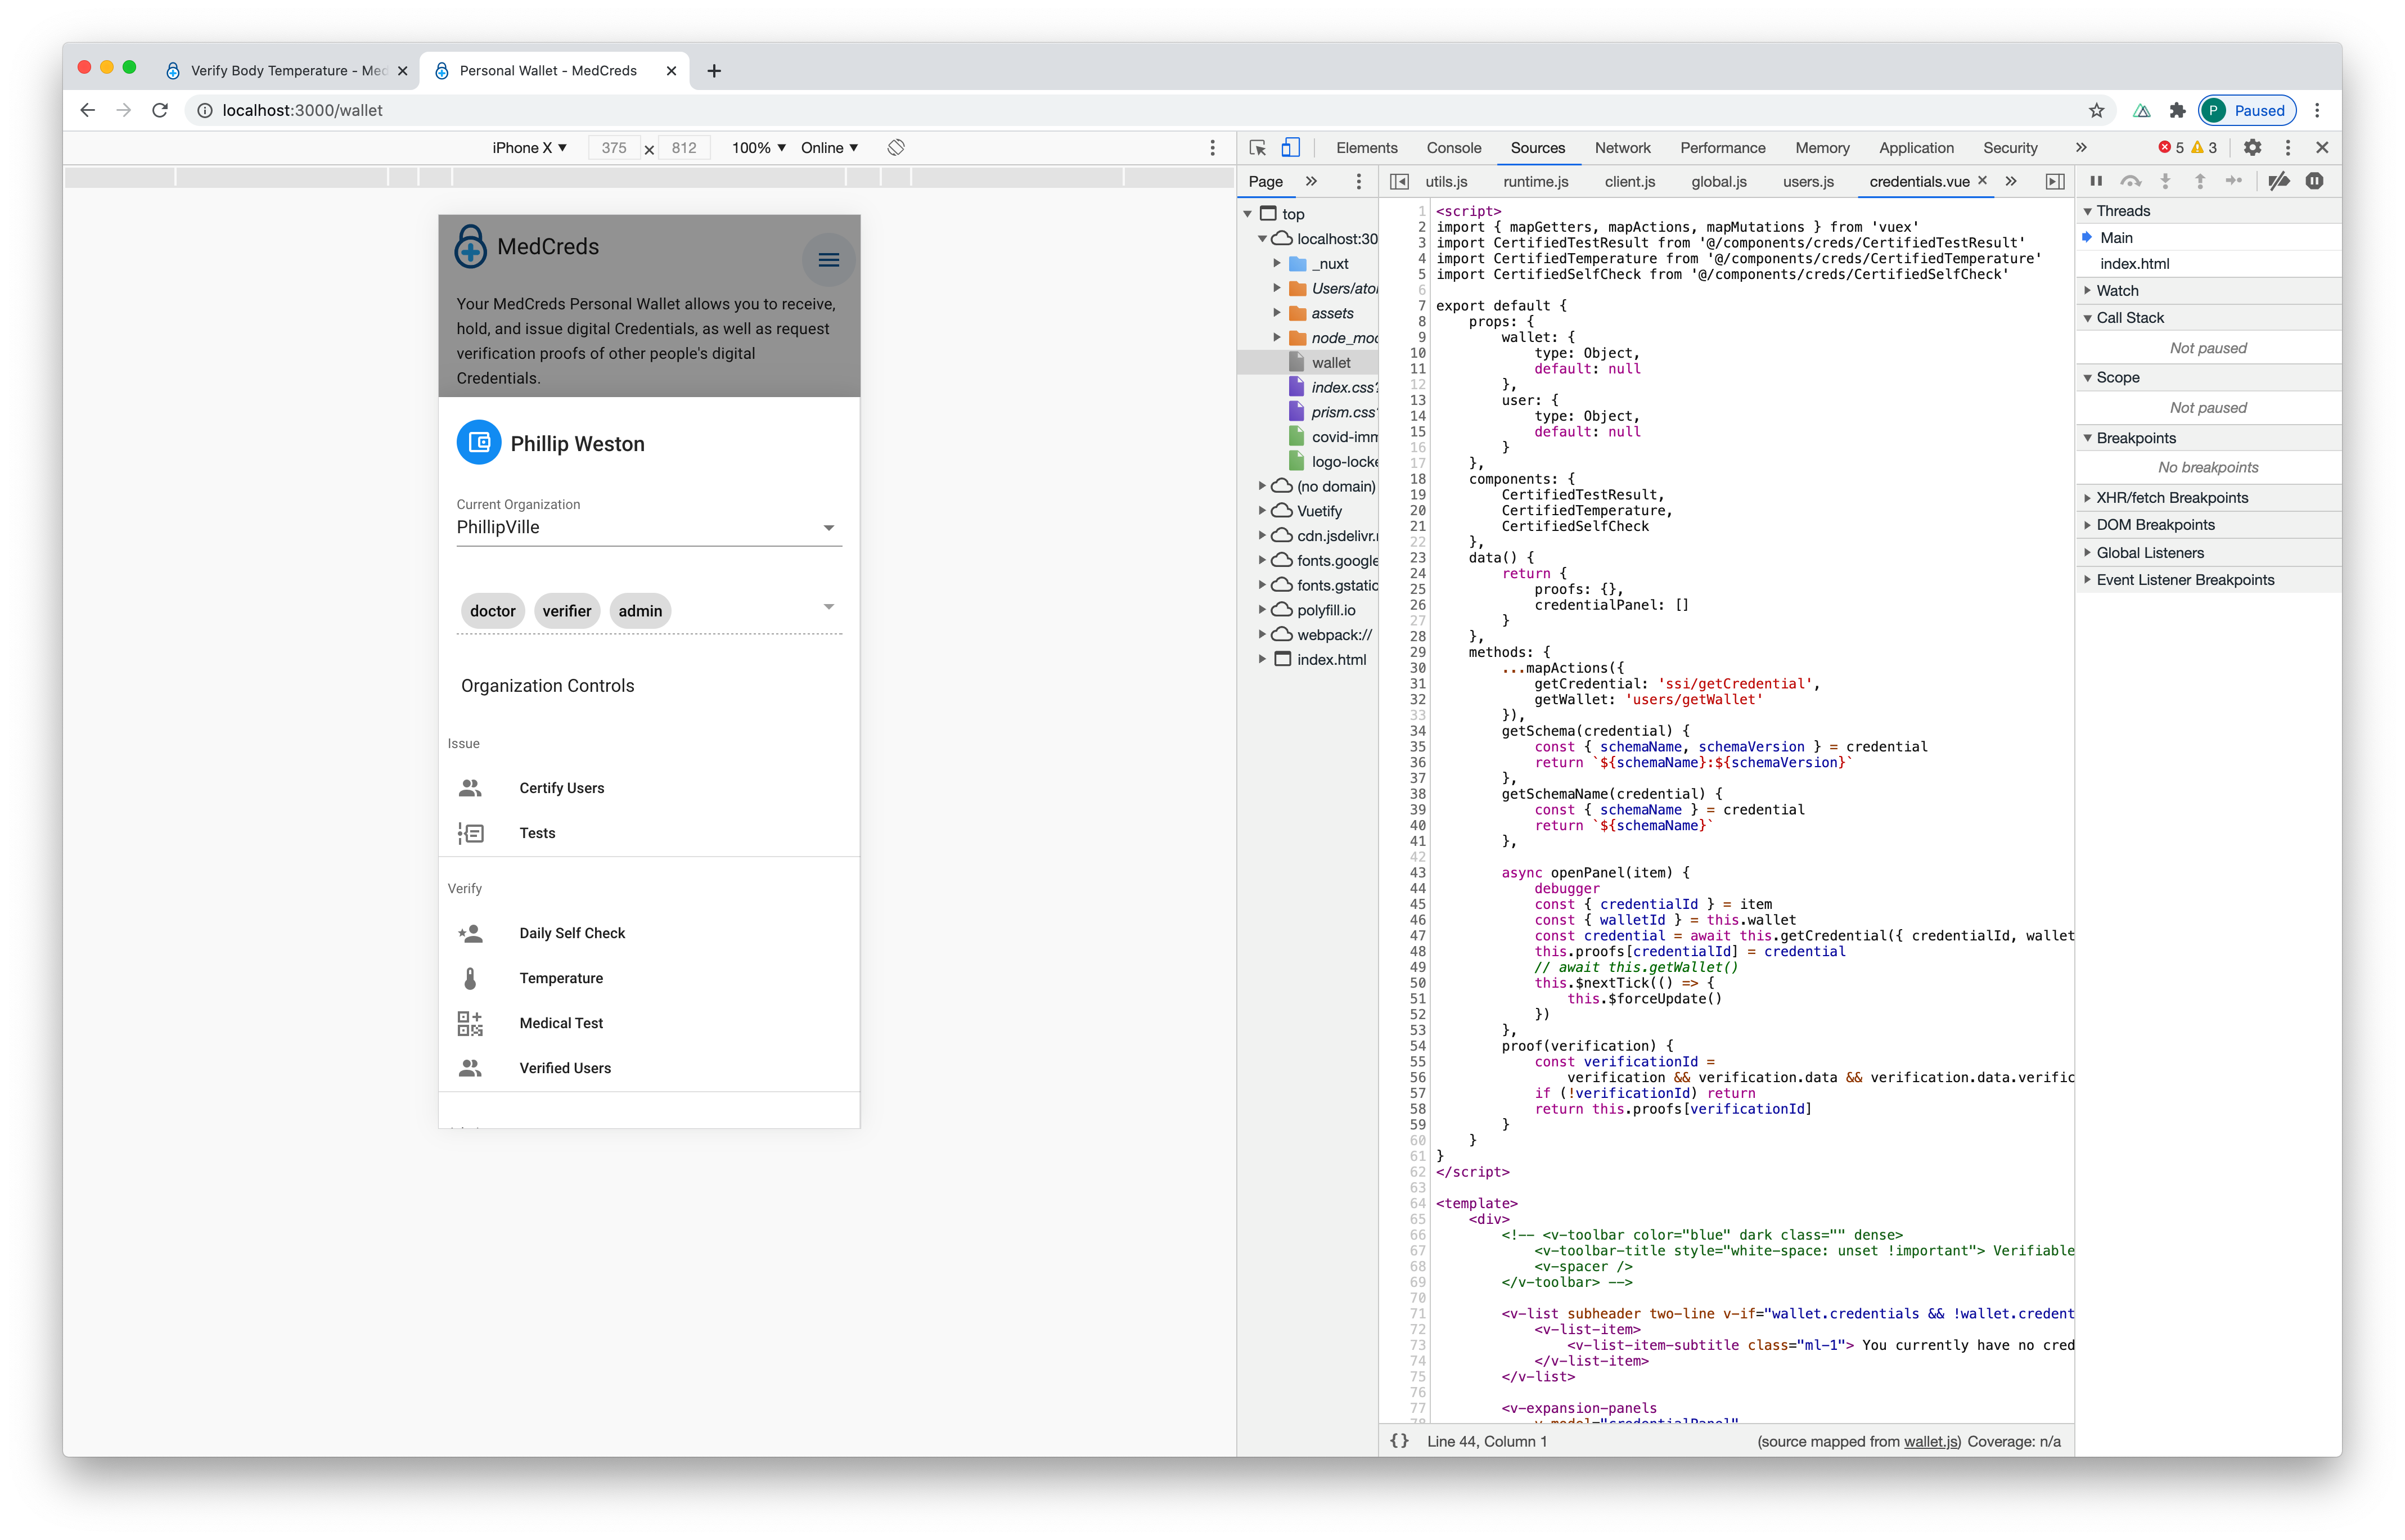 Verify Body Temperature - Med
Personal Wallet - MedCreds
localhost:3000/wallet
P Paused
iPhone X 375 × 812 100% Online
Elements Console Sources Network Performance Memory Application Security 5 3
Page
utils.js runtime.js client.js global.js users.js credentials.vue
MedCreds
Your MedCreds Personal Wallet allows you to receive,
hold, and issue digital Credentials, as well as request
verification proofs of other people's digital
Credentials.
Phillip Weston
Current Organization
PhillipVille
doctor verifier admin
Organization Controls
Issue
Certify Users
Tests
Verify
Daily Self Check
Temperature
Medical Test
Verified Users
top
localhost:30
_nuxt
Users/ato
assets
node_mod
wallet
index.css?
prism.css?
covid-imm
logo-locke
(no domain)
Vuetify
cdn.jsdelivr.n
fonts.google
fonts.gstatic
polyfill.io
webpack://
index.html
1 <script>
2 import { mapGetters, mapActions, mapMutations } from 'vuex'
3 import CertifiedTestResult from '@/components/creds/CertifiedTestResult'
4 import CertifiedTemperature from '@/components/creds/CertifiedTemperature'
5 import CertifiedSelfCheck from '@/components/creds/CertifiedSelfCheck'
6
7 export default {
8 props: {
9 wallet: {
10 type: Object,
11 default: null
12 },
13 user: {
14 type: Object,
15 default: null
16 }
17 },
18 components: {
19 CertifiedTestResult,
20 CertifiedTemperature,
21 CertifiedSelfCheck
22 },
23 data() {
24 return {
25 proofs: {},
26 credentialPanel: []
27 }
28 },
29 methods: {
30 ...mapActions({
31 getCredential: 'ssi/getCredential',
32 getWallet: 'users/getWallet'
33 }),
34 getSchema(credential) {
35 const { schemaName, schemaVersion } = credential
36 return `${schemaName}:${schemaVersion}`
37 },
38 getSchemaName(credential) {
39 const { schemaName } = credential
40 return `${schemaName}`
41 },
42
43 async openPanel(item) {
44 debugger
45 const { credentialId } = item
46 const { walletId } = this.wallet
47 const credential = await this.getCredential({ credentialId, wallet
48 this.proofs[credentialId] = credential
49 // await this.getWallet()
50 this.$nextTick(() => {
51 this.$forceUpdate()
52 })
53 },
54 proof(verification) {
55 const verificationId =
56 verification && verification.data && verification.data.verific
57 if (!verificationId) return
58 return this.proofs[verificationId]
59 }
60 }
61 }
62 </script>
63
64 <template>
65 <div>
66 <!-- <v-toolbar color="blue" dark class="" dense>
67 <v-toolbar-title style="white-space: unset !important"> Verifiable
68 <v-spacer />
69 </v-toolbar> -->
70
71 <v-list subheader two-line v-if="wallet.credentials && !wallet.credent
72 <v-list-item>
73 <v-list-item-subtitle class="ml-1"> You currently have no cred
74 </v-list-item>
75 </v-list>
76
77 <v-expansion-panels
78 v-model="credentialPanel"
{} Line 44, Column 1 (source mapped from wallet.js) Coverage: n/a
Threads
Main
index.html
Watch
Call Stack
Not paused
Scope
Not paused
Breakpoints
No breakpoints
XHR/fetch Breakpoints
DOM Breakpoints
Global Listeners
Event Listener Breakpoints